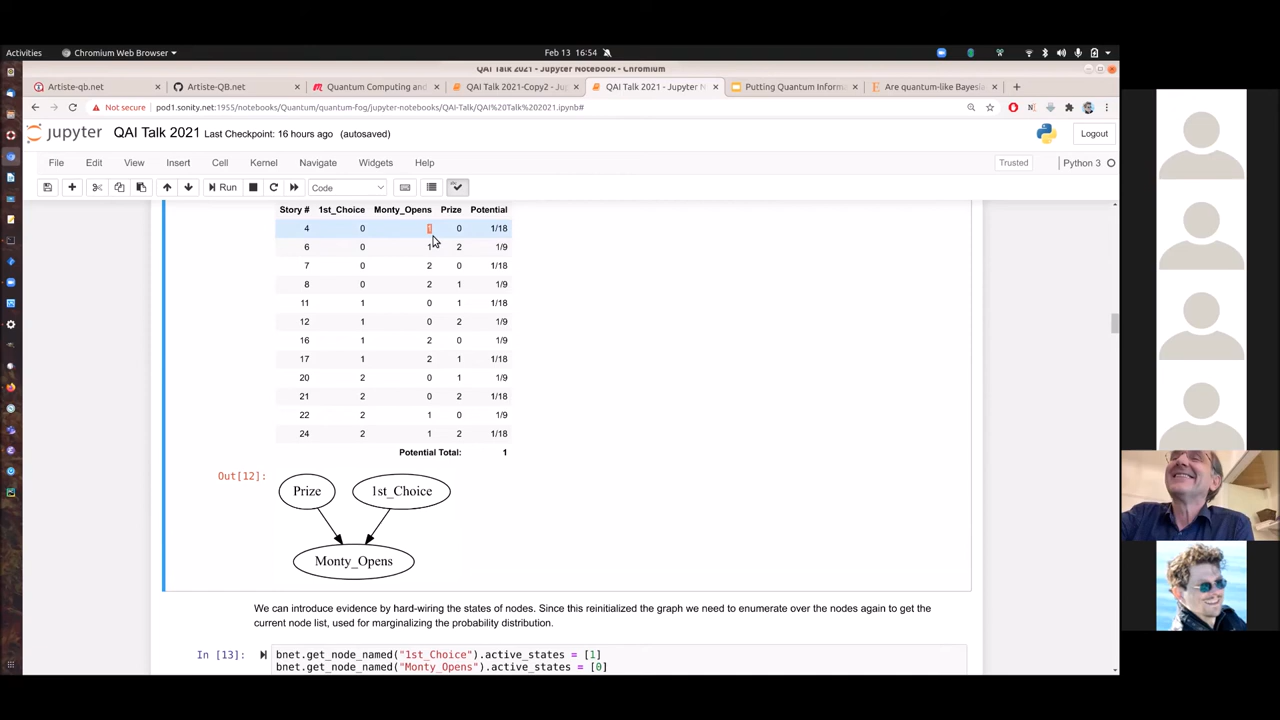 Activities
Chromium Web Browser
Feb 13 16:54
QAI Talk 2021 - Jupyter Notebook - Chromium
Artiste-qb.net
Artiste-QB.net
Quantum Computing and
QAI Talk 2021-Copy2 - Ju
QAI Talk 2021 - Jupyter N
Putting Quantum Inform
Are quantum-like Bayesia
Not secure
pod1.sonity.net:1955/notebooks/Quantum/quantum-fog/jupyter-notebooks/QAI-Talk/QAI%20Talk%202021.ipynb#
jupyter
QAI Talk 2021 Last Checkpoint: 16 hours ago (autosaved)
Logout
File Edit View Insert Cell Kernel Navigate Widgets Help
Trusted
Python 3
Run
Code
Story # 1st_Choice Monty_Opens Prize Potential
4 0 1 0 1/18
6 0 1 2 1/9
7 0 2 0 1/18
8 0 2 1 1/9
11 1 0 1 1/18
12 1 0 2 1/9
16 1 2 0 1/9
17 1 2 1 1/18
20 2 0 1 1/9
21 2 0 2 1/18
22 2 1 0 1/9
24 2 1 2 1/18
Potential Total: 1
Out[12]:
Prize
1st_Choice
Monty_Opens
We can introduce evidence by hard-wiring the states of nodes. Since this reinitialized the graph we need to enumerate over the nodes again to get the
current node list, used for marginalizing the probability distribution.
In [13]:
bnet.get_node_named("1st_Choice").active_states = [1]
bnet.get_node_named("Monty_Opens").active_states = [0]